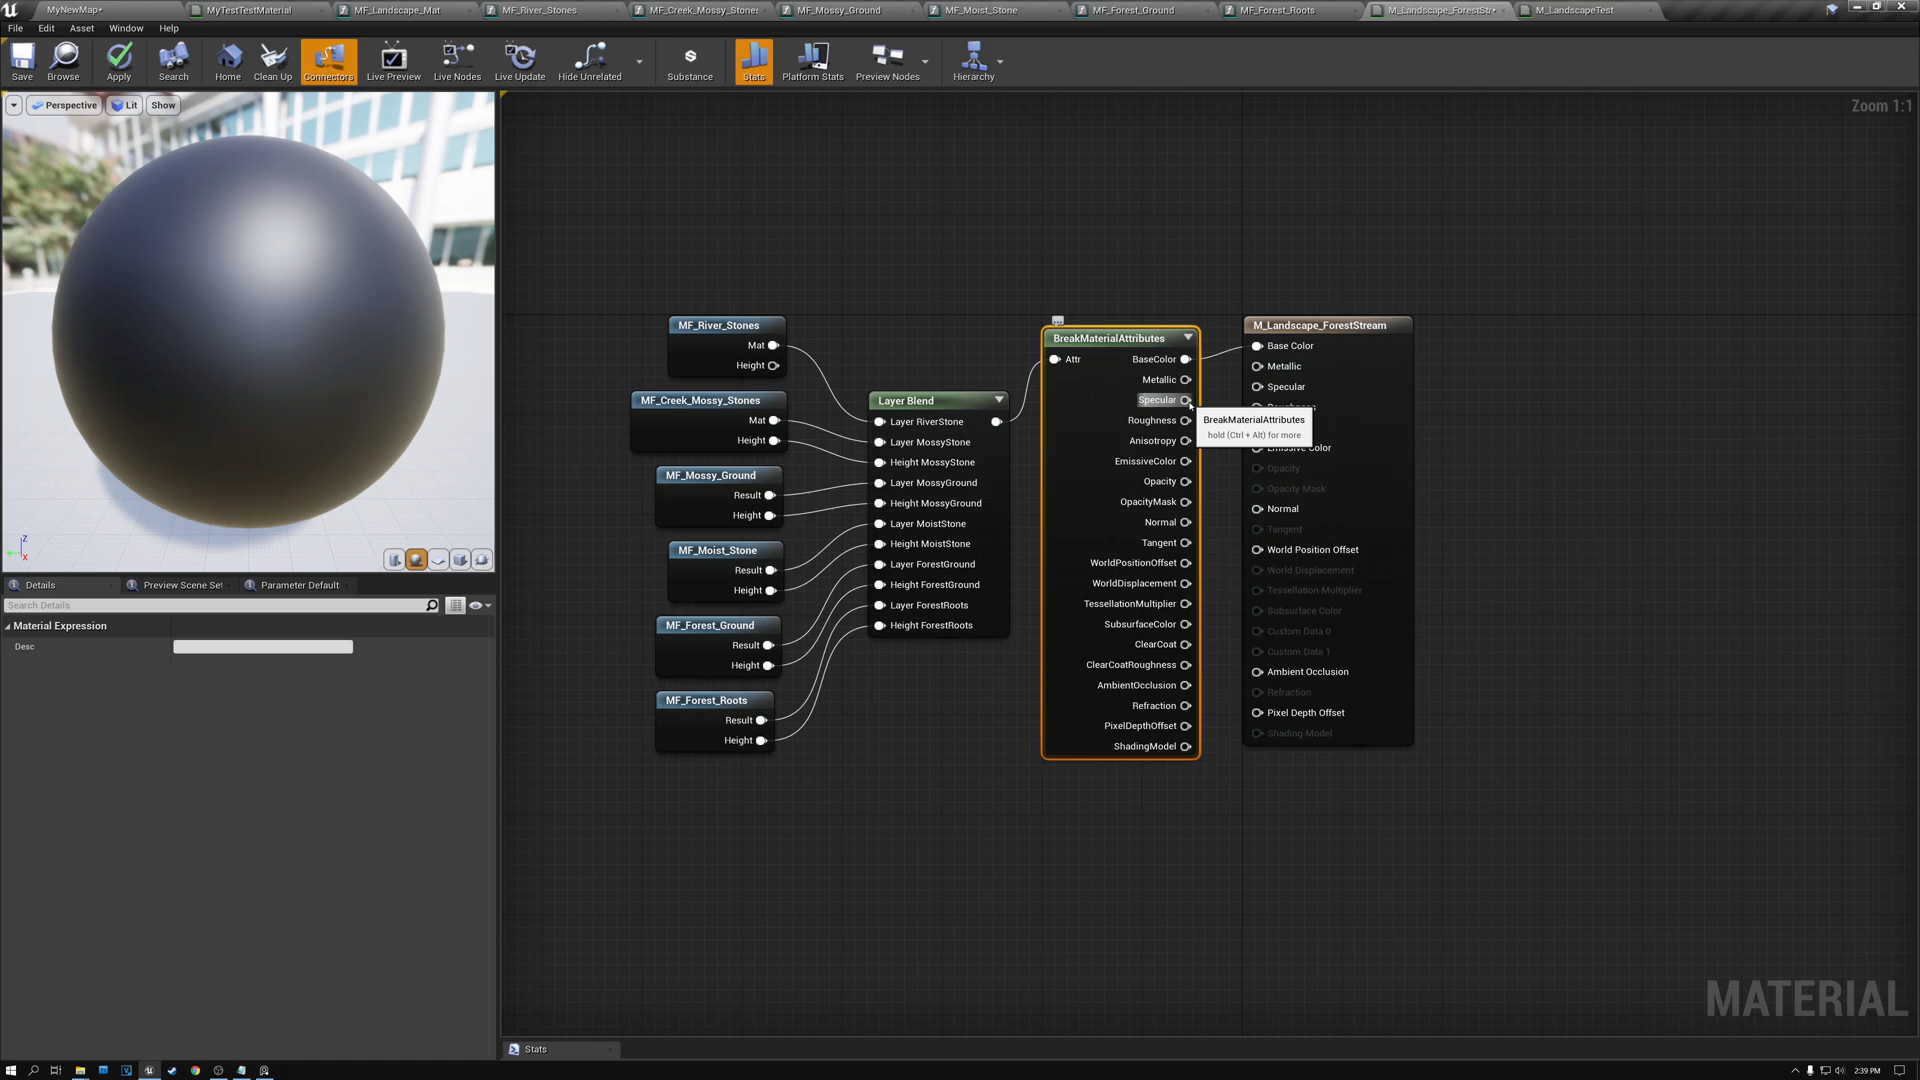 MyNewMap•
MyTestTestMaterial
MF_Landscape_Mat
MF_River_Stones
MF_Creek_Mossy_Stones
MF_Mossy_Ground
MF_Moist_Stone
MF_Forest_Ground
MF_Forest_Roots
M_Landscape_ForestStr•
M_LandscapeTest
File Edit Asset Window Help
Save Browse Apply Search Home Clean Up Connectors Live Preview Live Nodes Live Update Hide Unrelated Substance Stats Platform Stats Preview Nodes Hierarchy
Perspective Lit Show
Zoom 1:1
Z
X
Details
Preview Scene Set
Parameter Default
Search Details
Material Expression
Desc
MF_River_Stones
Mat
Height
MF_Creek_Mossy_Stones
Mat
Height
MF_Mossy_Ground
Result
Height
MF_Moist_Stone
Result
Height
MF_Forest_Ground
Result
Height
MF_Forest_Roots
Result
Height
Layer Blend
Layer RiverStone
Layer MossyStone
Height MossyStone
Layer MossyGround
Height MossyGround
Layer MoistStone
Height MoistStone
Layer ForestGround
Height ForestGround
Layer ForestRoots
Height ForestRoots
BreakMaterialAttributes
Attr BaseColor
Metallic
Specular
Roughness
Anisotropy
EmissiveColor
Opacity
OpacityMask
Normal
Tangent
WorldPositionOffset
WorldDisplacement
TessellationMultiplier
SubsurfaceColor
ClearCoat
ClearCoatRoughness
AmbientOcclusion
Refraction
PixelDepthOffset
ShadingModel
BreakMaterialAttributes
hold (Ctrl + Alt) for more
M_Landscape_ForestStream
Base Color
Metallic
Specular
Emissive Color
Opacity
Opacity Mask
Normal
Tangent
World Position Offset
World Displacement
Tessellation Multiplier
Subsurface Color
Custom Data 0
Custom Data 1
Ambient Occlusion
Refraction
Pixel Depth Offset
Shading Model
MATERIAL
Stats
2:39 PM